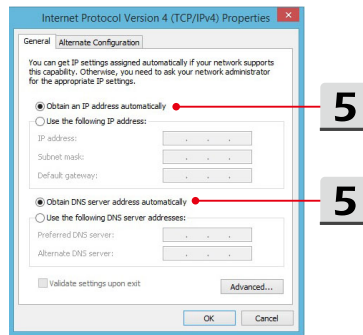 Internet Protocol Version 4 (TCP/IPv4) Properties
General
Alternate Configuration
You can get IP settings assigned automatically if your network supports
this capability. Otherwise, you need to ask your network administrator
for the appropriate IP settings.
Obtain an IP address automatically
5
Use the following IP address:
IP address:
Subnet mask:
Default gateway:
Obtain DNS server address automatically
5
Use the following DNS server addresses:
Preferred DNS server:
Alternate DNS server:
Validate settings upon exit
Advanced...
OK
Cancel